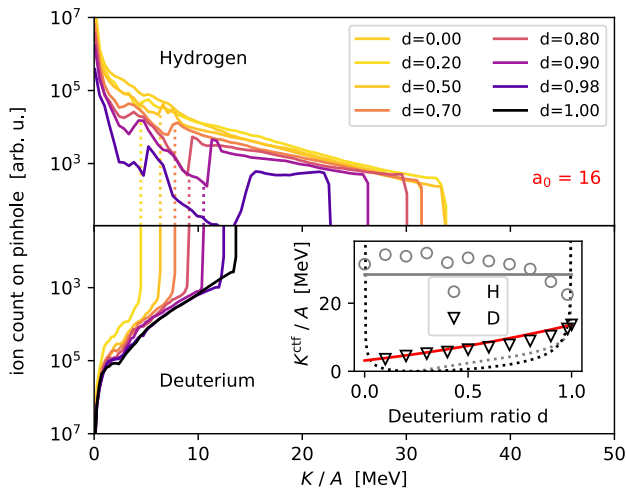 10^7
10^5
10^3
ion count on pinhole [arb. u.]
Hydrogen
d=0.00
d=0.20
d=0.50
d=0.70
d=0.80
d=0.90
d=0.98
d=1.00
a_0 = 16
10^3
10^5
10^7
Deuterium
K^ctf / A [MeV]
20
0
H
D
0.0
0.5
1.0
Deuterium ratio d
0
10
20
30
40
50
K / A [MeV]